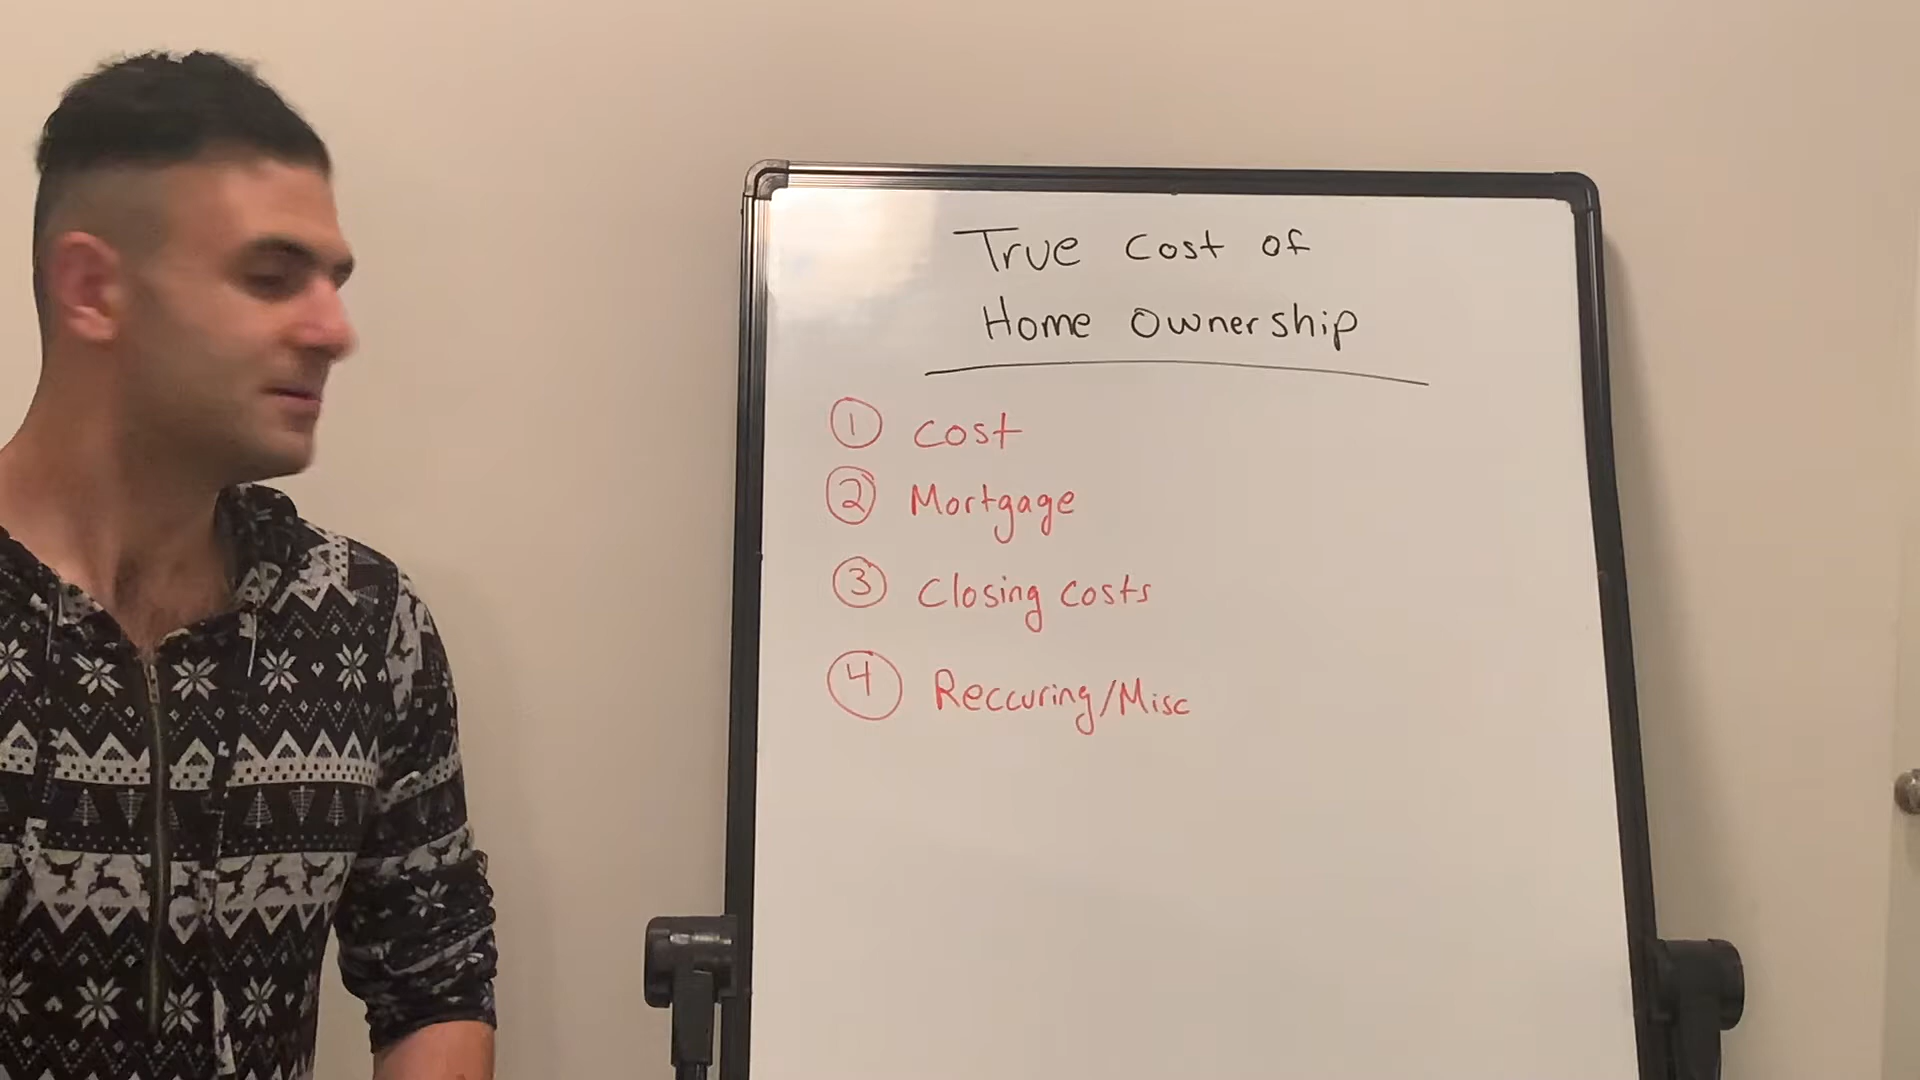 True Cost of
Home Ownership
① Cost
② Mortgage
③ Closing Costs
④ Reccuring/Misc